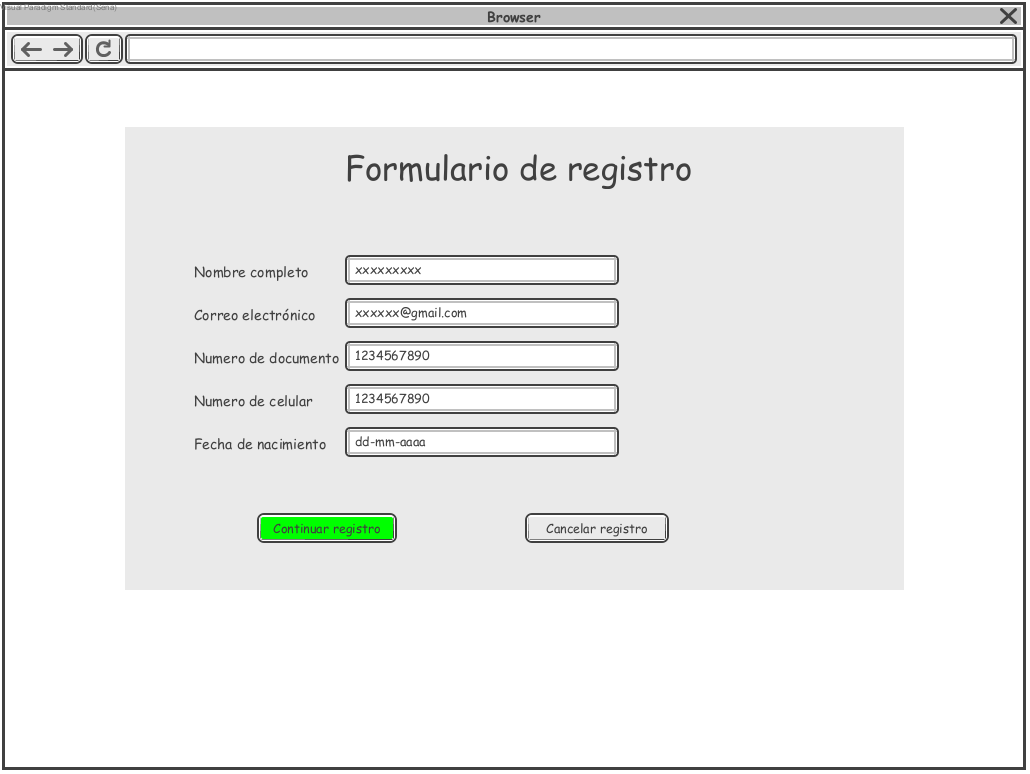 Visual Paradigm Standard(Sena)
Browser
Formulario de registro
Nombre completo xxxxxxxxx
Correo electrónico xxxxxx@gmail.com
Numero de documento 1234567890
Numero de celular 1234567890
Fecha de nacimiento dd-mm-aaaa
Continuar registro Cancelar registro